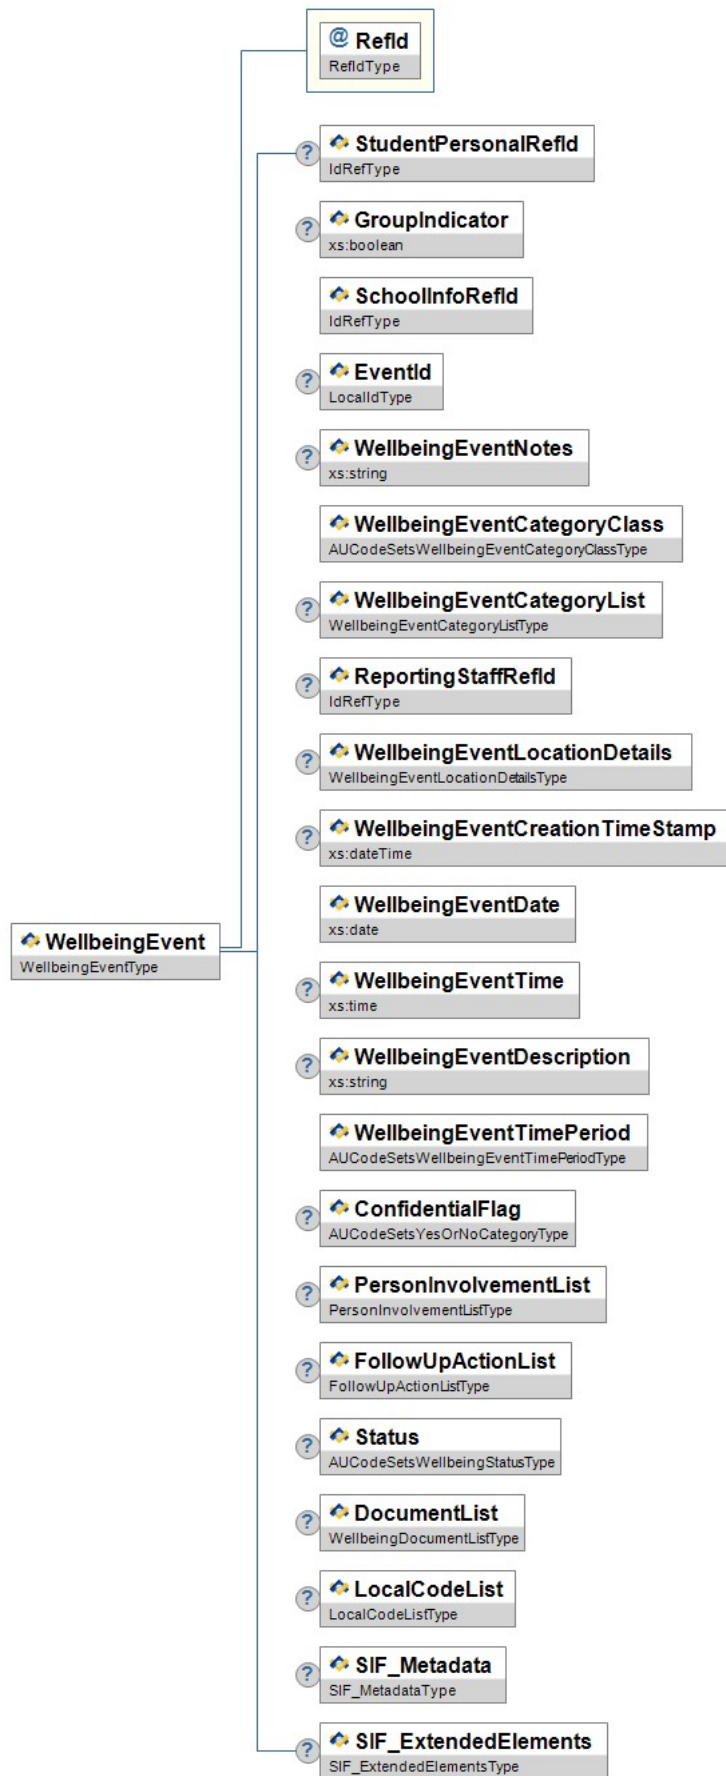 @ RefId
RefIdType
? StudentPersonalRefId
IdRefType
? GroupIndicator
xs:boolean
SchoolInfoRefId
IdRefType
? EventId
LocalIdType
? WellbeingEventNotes
xs:string
WellbeingEventCategoryClass
AUCodeSetsWellbeingEventCategoryClassType
? WellbeingEventCategoryList
WellbeingEventCategoryListType
? ReportingStaffRefId
IdRefType
? WellbeingEventLocationDetails
WellbeingEventLocationDetailsType
? WellbeingEventCreationTimeStamp
xs:dateTime
WellbeingEventDate
xs:date
WellbeingEvent
WellbeingEventType
? WellbeingEventTime
xs:time
? WellbeingEventDescription
xs:string
WellbeingEventTimePeriod
AUCodeSetsWellbeingEventTimePeriodType
? ConfidentialFlag
AUCodeSetsYesOrNoCategoryType
? PersonInvolvementList
PersonInvolvementListType
? FollowUpActionList
FollowUpActionListType
? Status
AUCodeSetsWellbeingStatusType
? DocumentList
WellbeingDocumentListType
? LocalCodeList
LocalCodeListType
? SIF_Metadata
SIF_MetadataType
? SIF_ExtendedElements
SIF_ExtendedElementsType